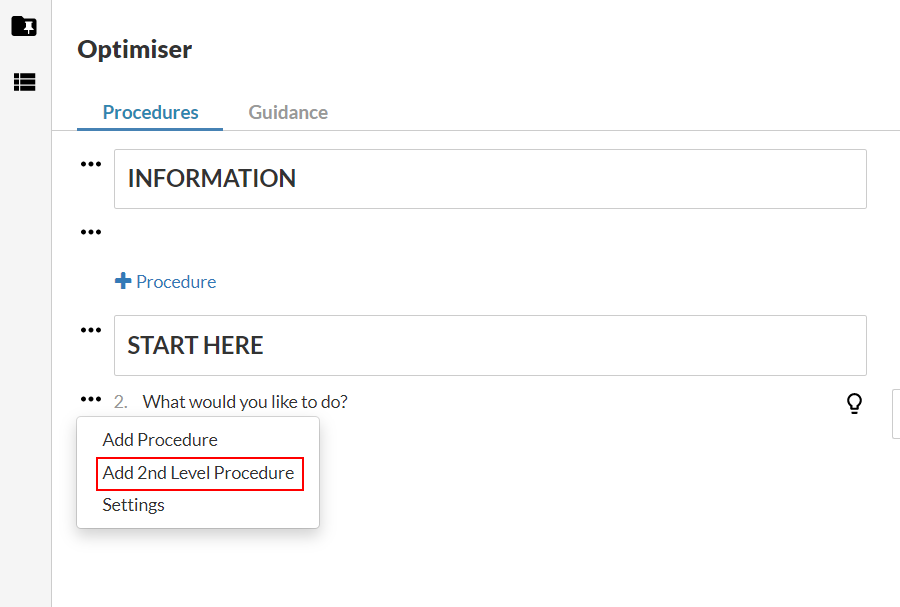 Optimiser
Procedures Guidance
INFORMATION
Procedure
START HERE
2. What would you like to do?
Add Procedure
Add 2nd Level Procedure
Settings